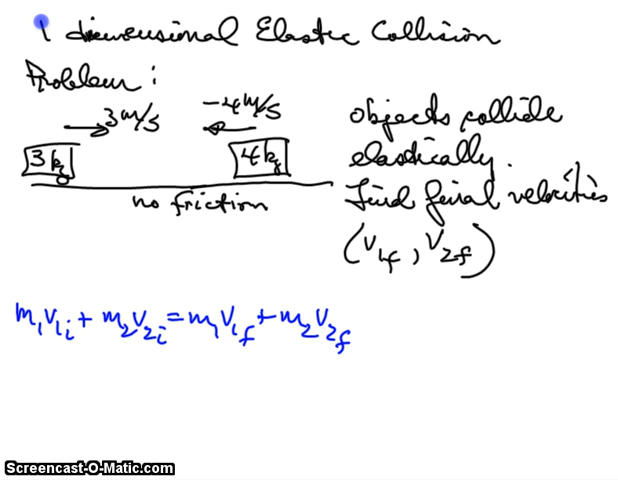 1 dimensional Elastic Collision
Problem:
3 m/s
-4 m/s
3 kg
4 kg
no friction
objects collide
elastically.
Find final velocities
(V1f, V2f)
m₁V₁i + m₂V₂i = m₁V₁f + m₂V₂f
Screencast-O-Matic.com